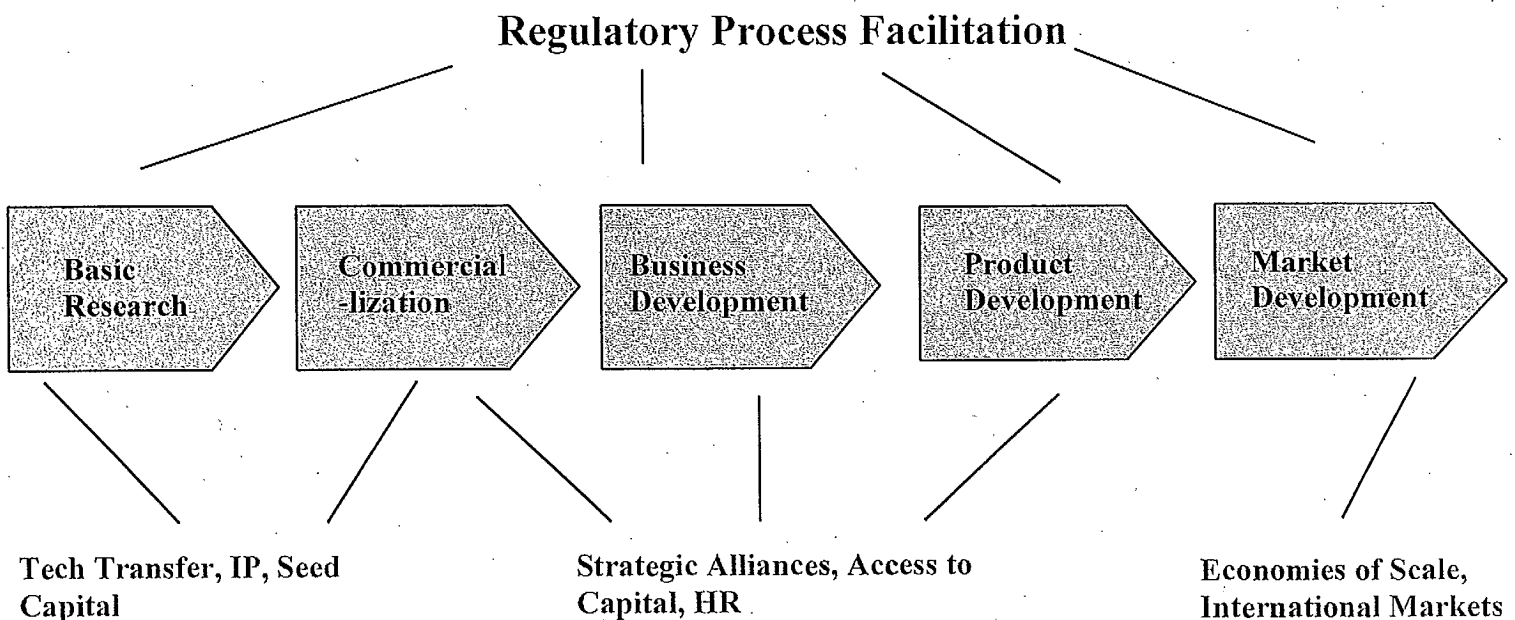 Regulatory Process Facilitation
Basic
Research
Commercial
-lization
Business
Development
Product
Development
Market
Development
Tech Transfer, IP, Seed
Capital
Strategic Alliances, Access to
Capital, HR
Economies of Scale,
International Markets